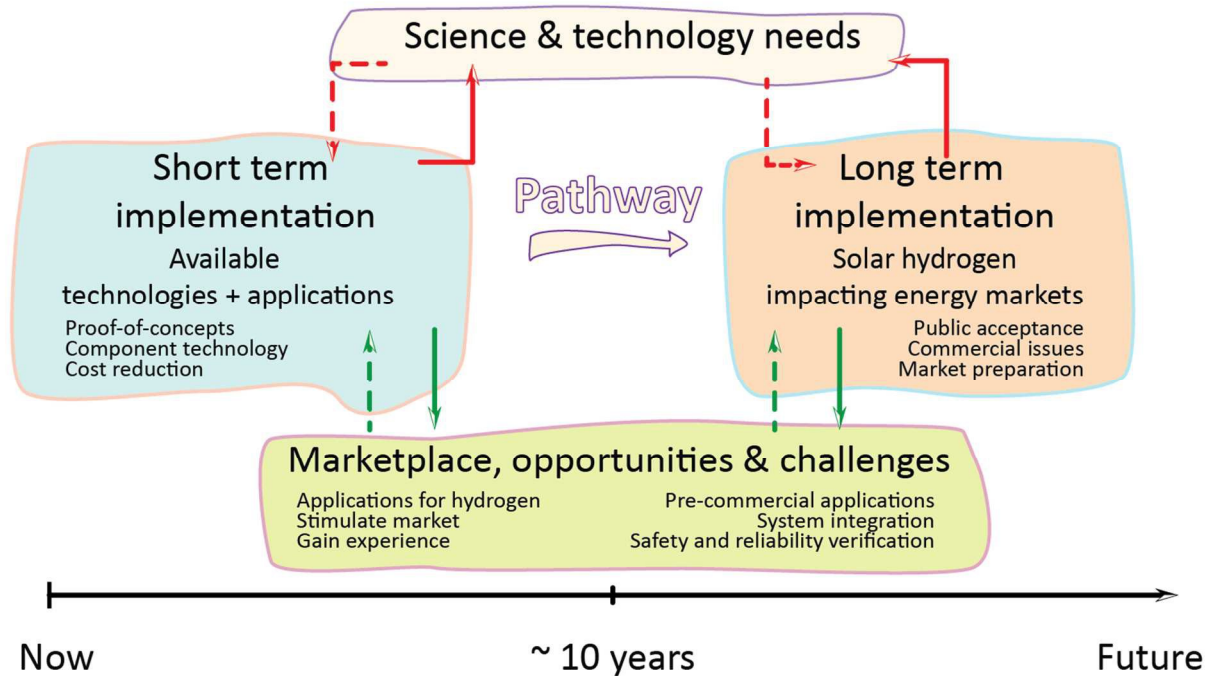 Science & technology needs
Short term
implementation
Available
technologies + applications
Proof-of-concepts
Component technology
Cost reduction
Pathway
Long term
implementation
Solar hydrogen
impacting energy markets
Public acceptance
Commercial issues
Market preparation
Marketplace, opportunities & challenges
Applications for hydrogen
Stimulate market
Gain experience
Pre-commercial applications
System integration
Safety and reliability verification
Now
~ 10 years
Future